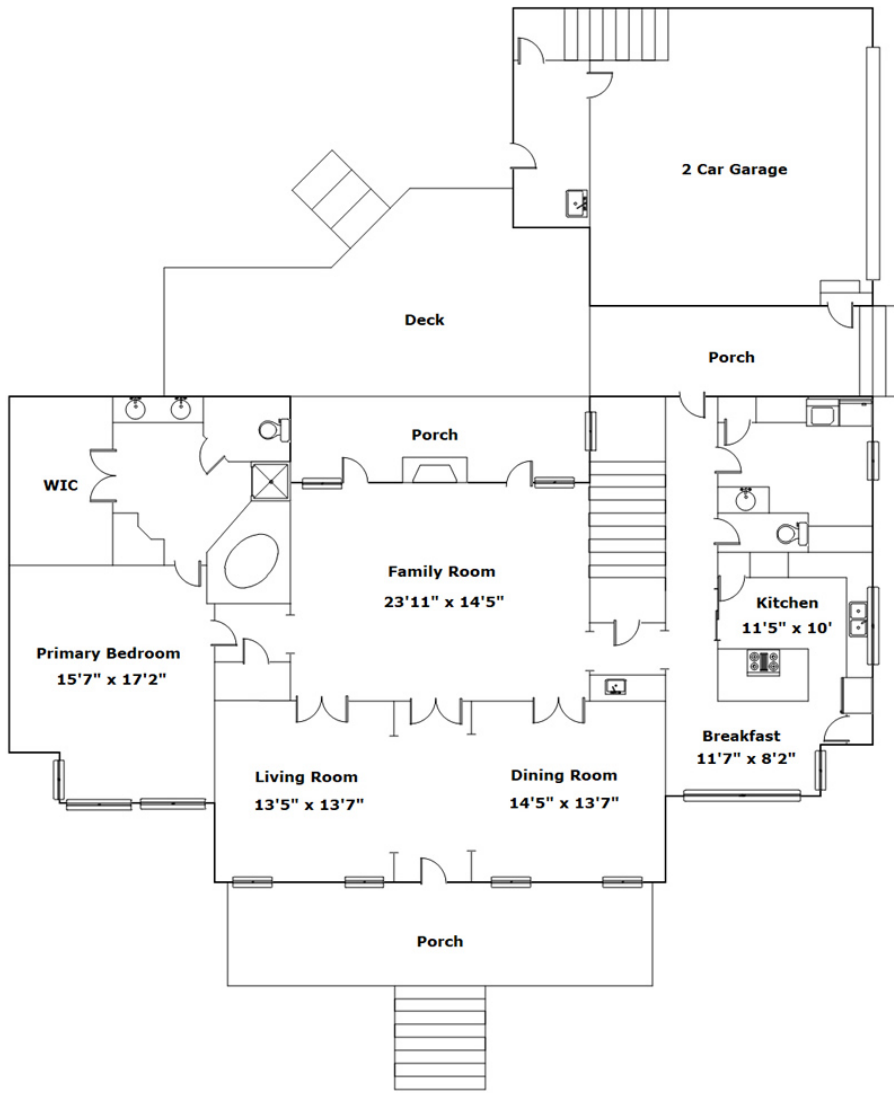 2 Car Garage
Deck
Porch
Porch
WIC
Family Room
23'11" x 14'5"
Kitchen
11'5" x 10'
Primary Bedroom
15'7" x 17'2"
Breakfast
11'7" x 8'2"
Living Room
13'5" x 13'7"
Dining Room
14'5" x 13'7"
Porch